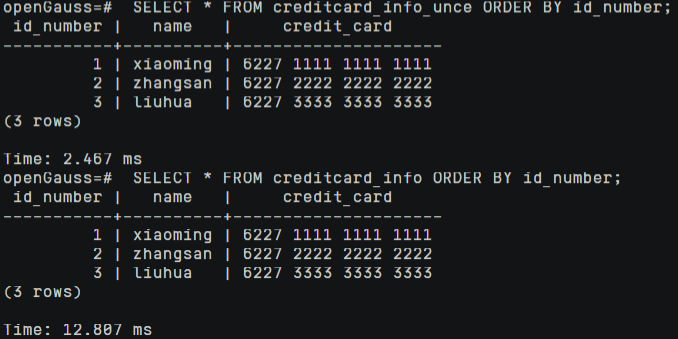 openGauss=#  SELECT * FROM creditcard_info_unce ORDER BY id_number;
 id_number |   name   |     credit_card
-----------+----------+---------------------
         1 | xiaoming | 6227 1111 1111 1111
         2 | zhangsan | 6227 2222 2222 2222
         3 | liuhua   | 6227 3333 3333 3333
(3 rows)
Time: 2.467 ms
openGauss=#  SELECT * FROM creditcard_info ORDER BY id_number;
 id_number |   name   |     credit_card
-----------+----------+---------------------
         1 | xiaoming | 6227 1111 1111 1111
         2 | zhangsan | 6227 2222 2222 2222
         3 | liuhua   | 6227 3333 3333 3333
(3 rows)
Time: 12.807 ms